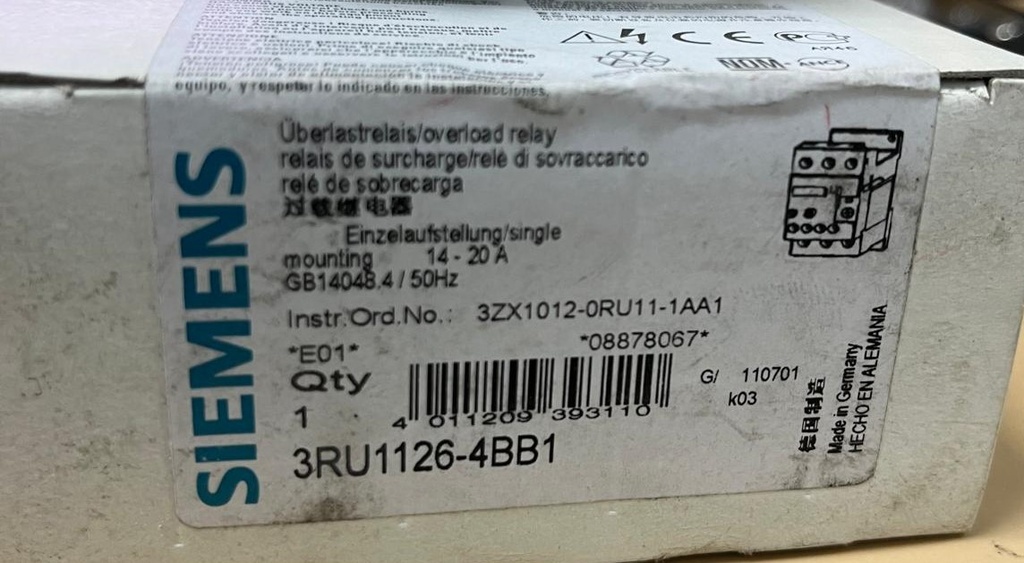 equipo, y respetar lo indicado en las instrucciones.
CE
NOM
SIEMENS
Überlastrelais/overload relay
relais de surcharge/relé di sovraccarico
relé de sobrecarga
过载继电器
Einzelaufstellung/single
mounting 14 - 20 A
GB14048.4 / 50Hz
Instr.Ord.No.: 3ZX1012-0RU11-1AA1
*E01* *08878067*
Qty
1
4 011209 393110
G/ 110701
k03
3RU1126-4BB1
德国制造
Made in Germany
HECHO EN ALEMANIA